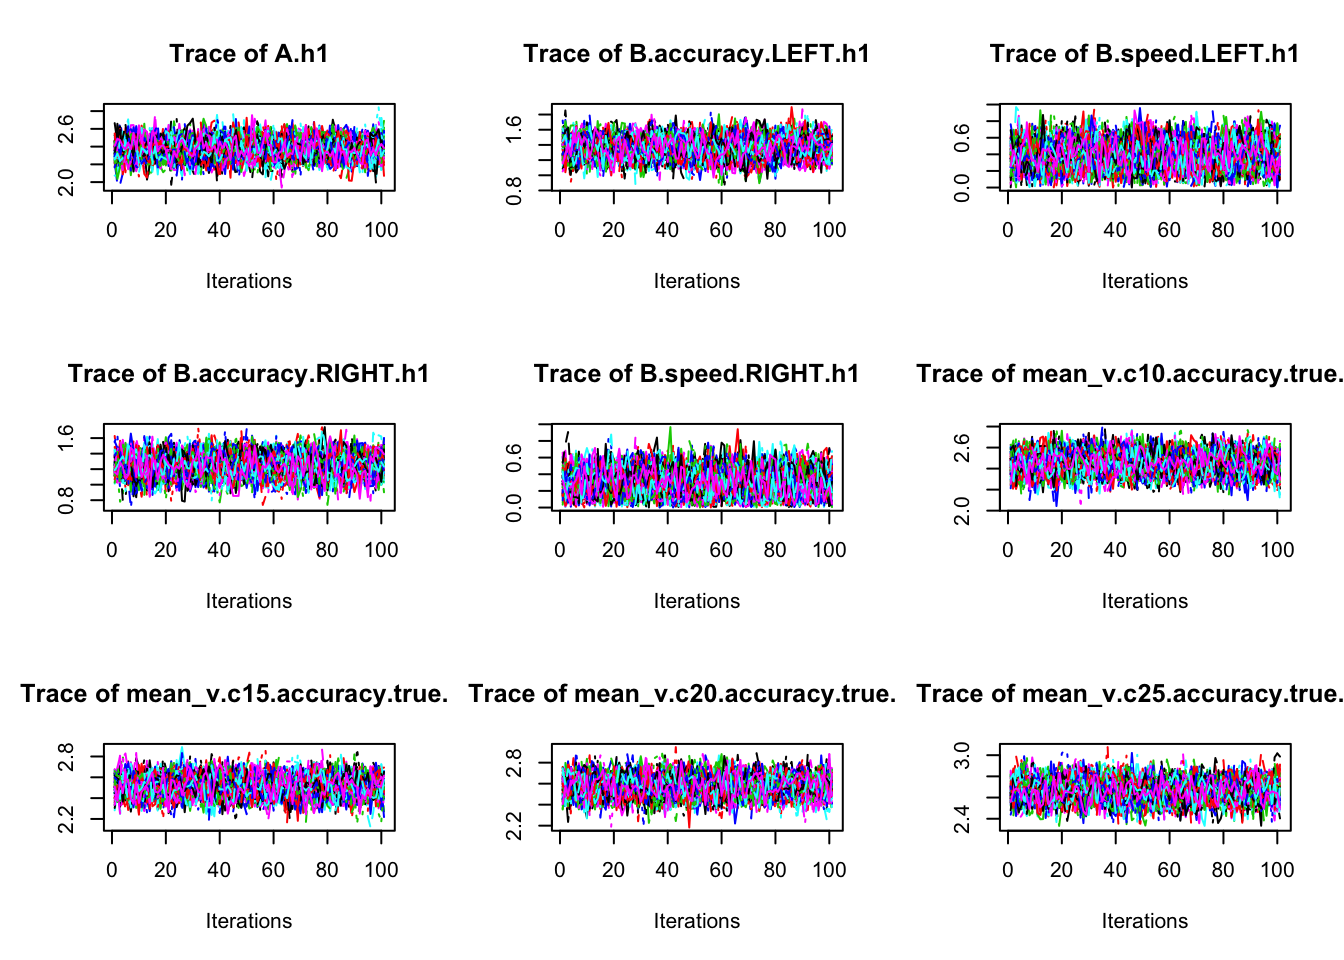 Trace of A.h1
2.6
2.0
0 20 40 60 80 100
Iterations
Trace of B.accuracy.LEFT.h1
1.6
0.8
0 20 40 60 80 100
Iterations
Trace of B.speed.LEFT.h1
0.6
0.0
0 20 40 60 80 100
Iterations
Trace of B.accuracy.RIGHT.h1
1.6
0.8
0 20 40 60 80 100
Iterations
Trace of B.speed.RIGHT.h1
0.6
0.0
0 20 40 60 80 100
Iterations
Trace of mean_v.c10.accuracy.true.
2.6
2.0
0 20 40 60 80 100
Iterations
Trace of mean_v.c15.accuracy.true.
2.8
2.2
0 20 40 60 80 100
Iterations
Trace of mean_v.c20.accuracy.true.
2.8
2.2
0 20 40 60 80 100
Iterations
Trace of mean_v.c25.accuracy.true.
3.0
2.4
0 20 40 60 80 100
Iterations